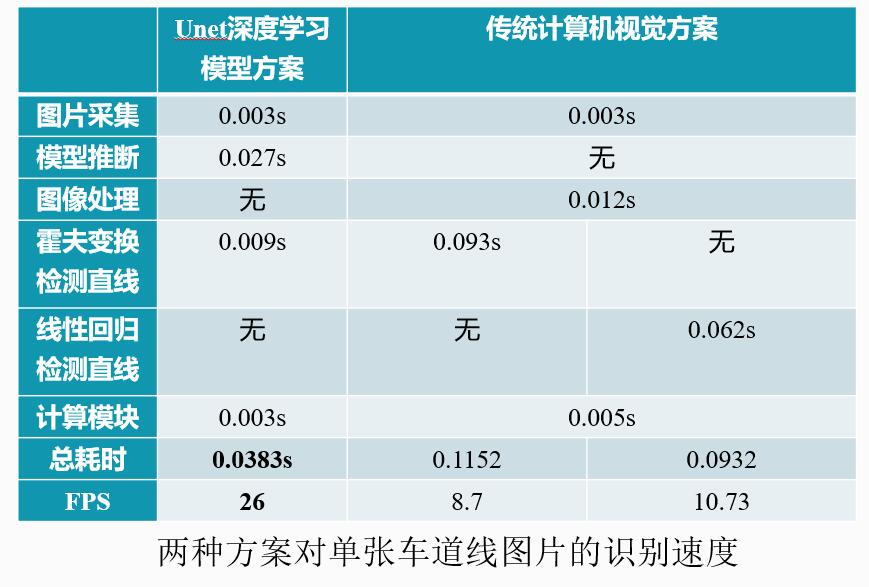 Unet深度学习 传统计算机视觉方案
模型方案
图片采集 0.003s 0.003s
模型推断 0.027s 无
图像处理 无 0.012s
霍夫变换 0.009s 0.093s 无
检测直线
线性回归 无 无 0.062s
检测直线
计算模块 0.003s 0.005s
总耗时 0.0383s 0.1152 0.0932
FPS 26 8.7 10.73
两种方案对单张车道线图片的识别速度